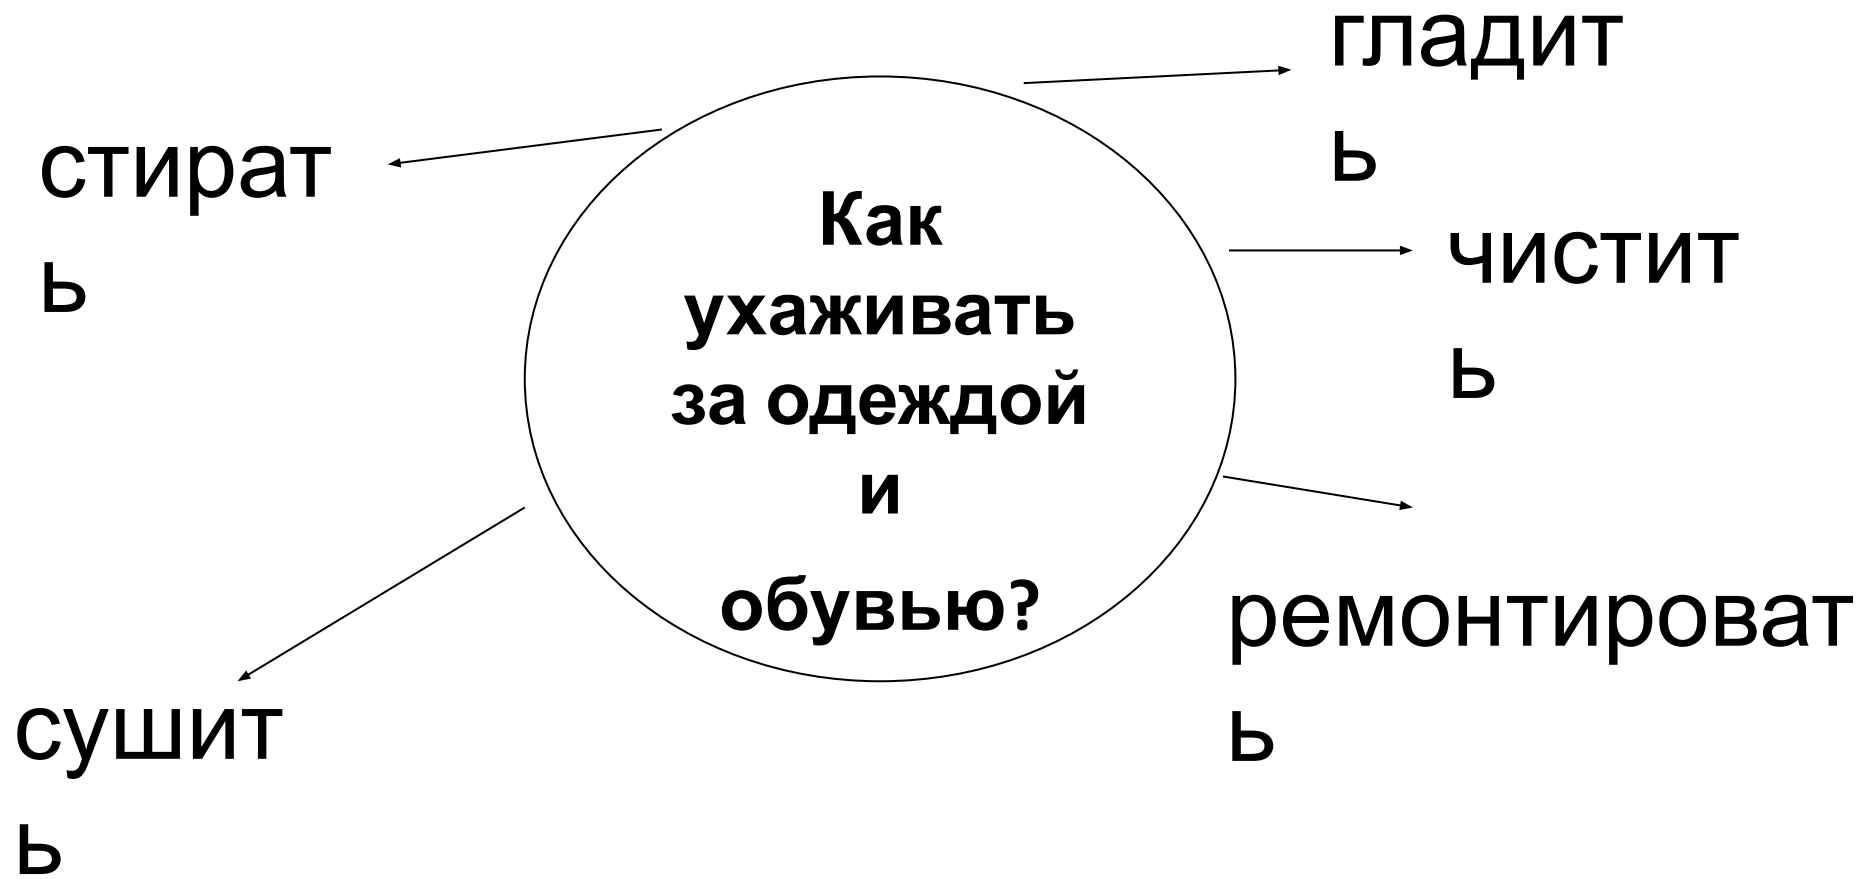 гладит
ь
стират
ь
Как
ухаживать
за одеждой
и
обувью?
чистит
ь
ремонтироват
ь
сушит
ь